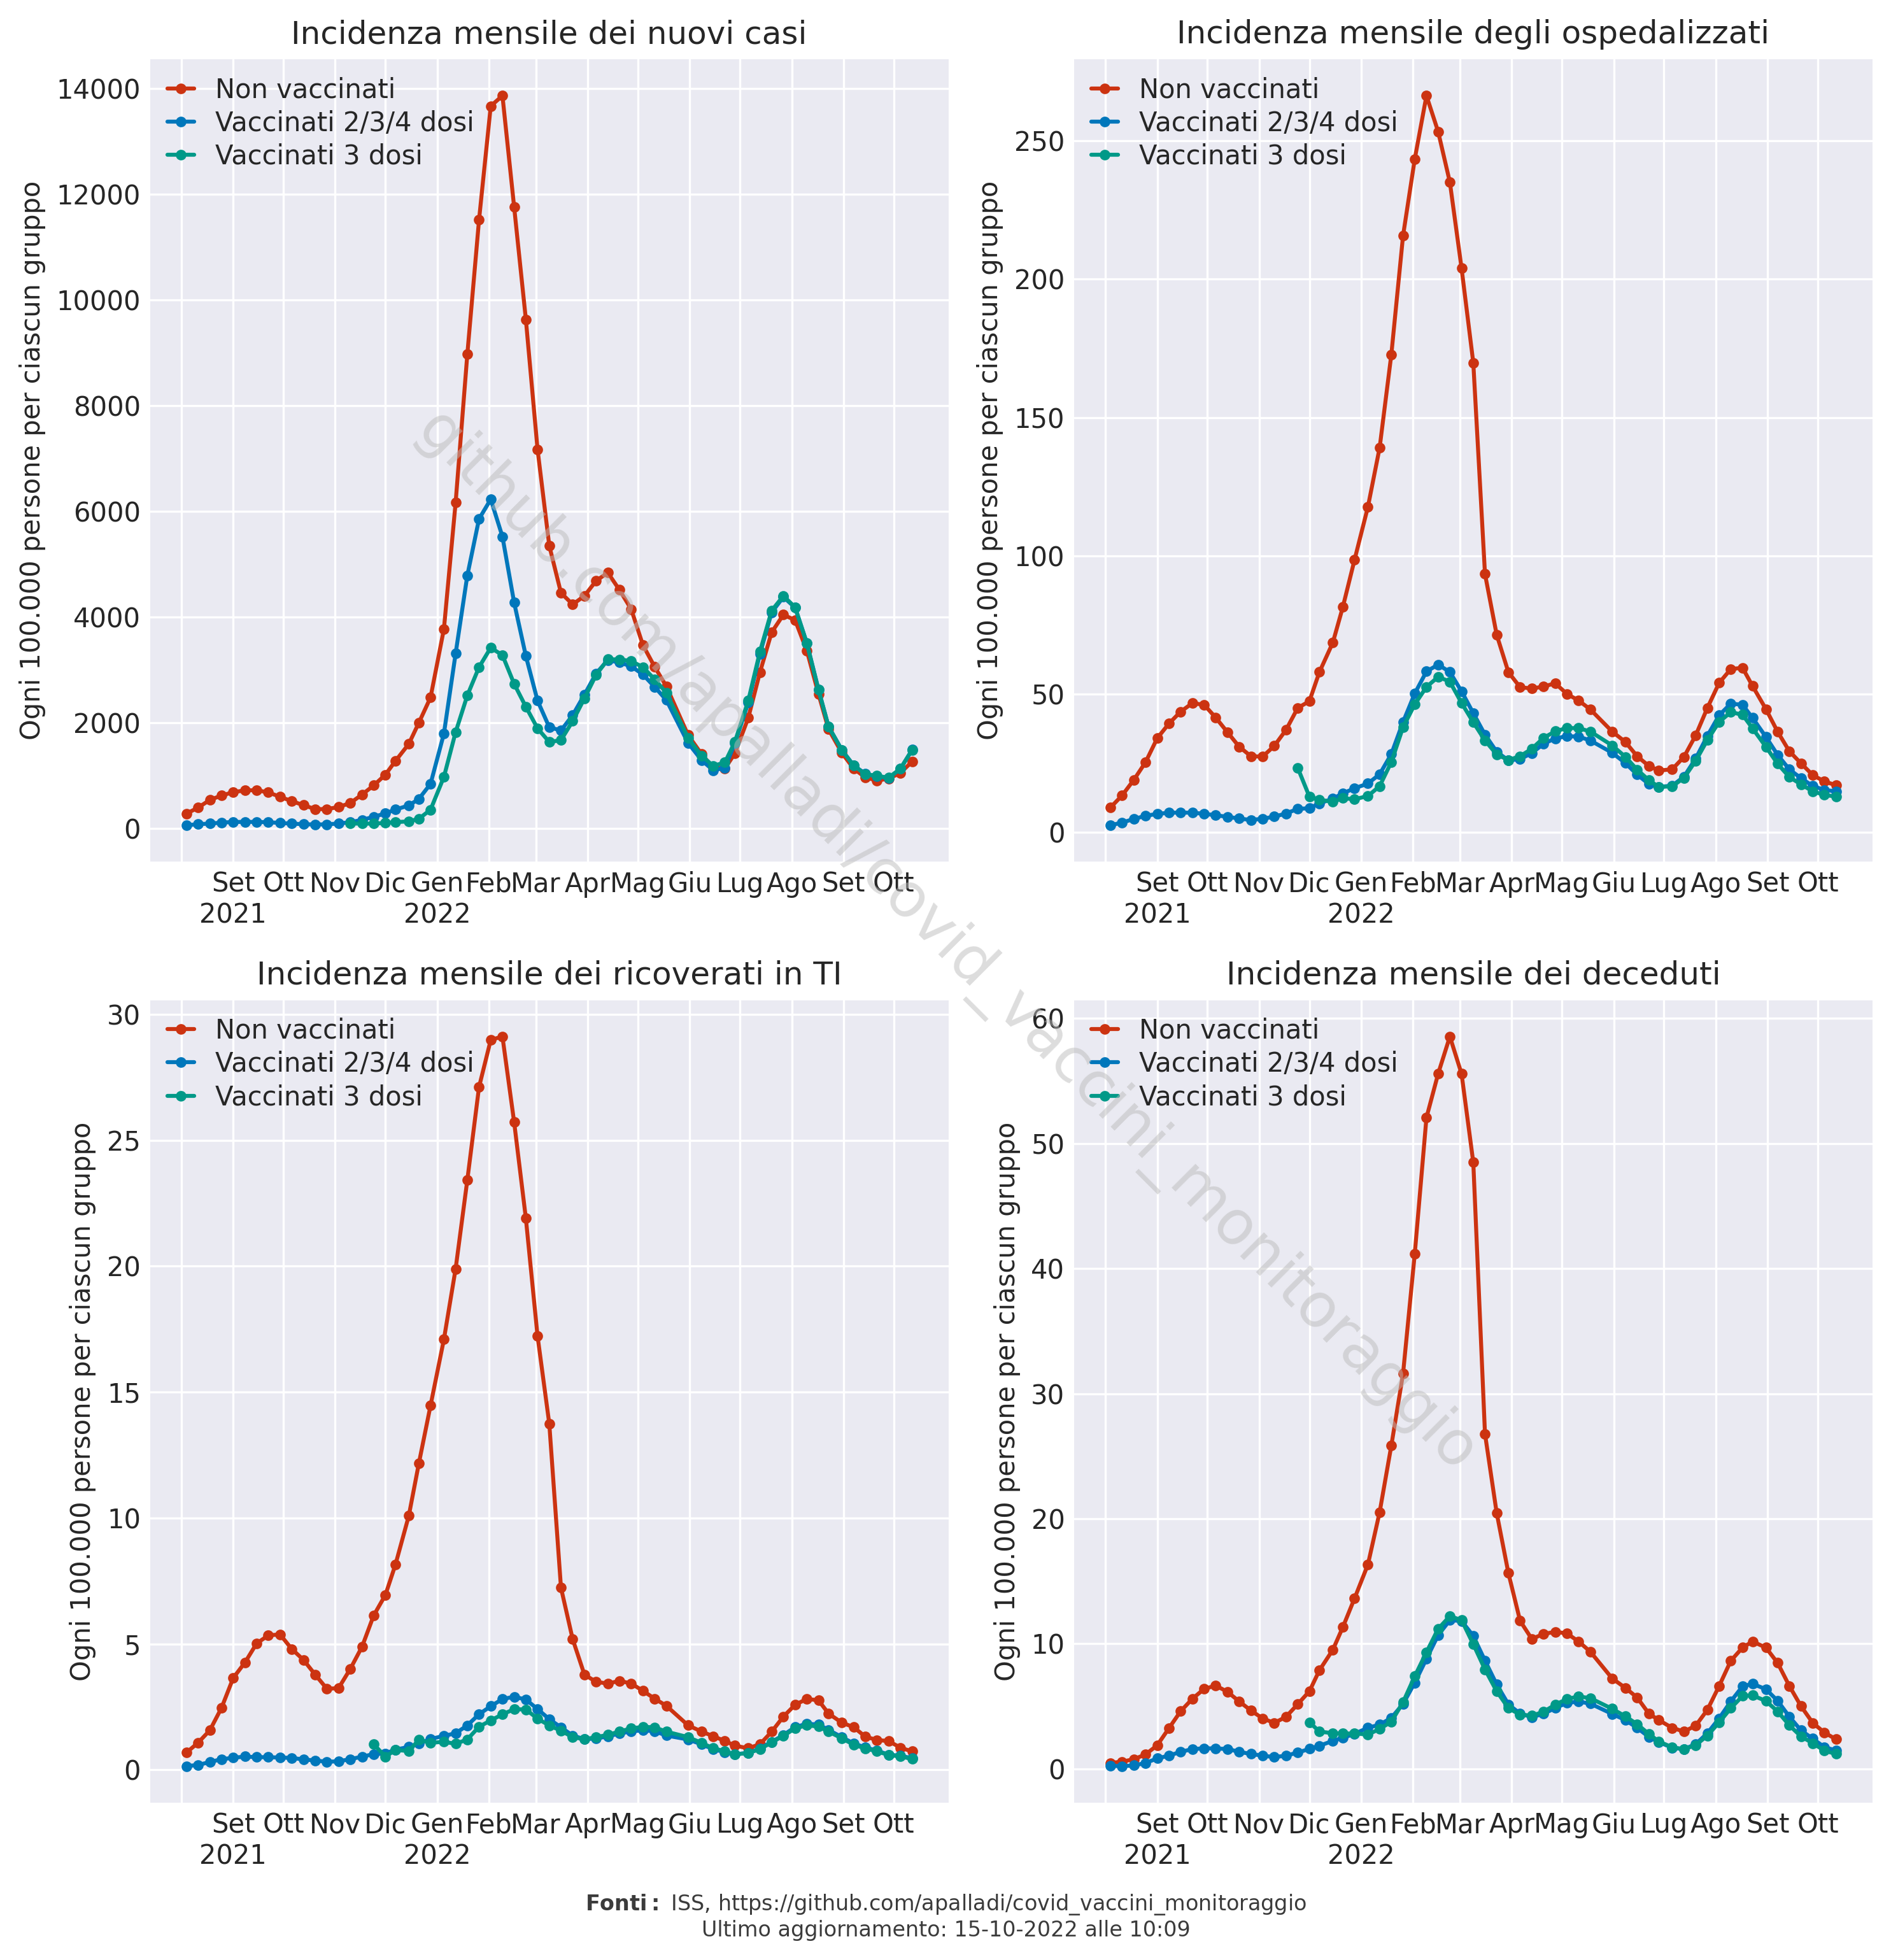 Incidenza mensile dei nuovi casi
Ogni 100.000 persone per ciascun gruppo
14000
12000
10000
8000
6000
4000
2000
0
Non vaccinati
Vaccinati 2/3/4 dosi
Vaccinati 3 dosi
Set Ott Nov Dic Gen Feb Mar Apr Mag Giu Lug Ago Set Ott
2021 2022
Incidenza mensile degli ospedalizzati
Ogni 100.000 persone per ciascun gruppo
250
200
150
100
50
0
Non vaccinati
Vaccinati 2/3/4 dosi
Vaccinati 3 dosi
Set Ott Nov Dic Gen Feb Mar Apr Mag Giu Lug Ago Set Ott
2021 2022
Incidenza mensile dei ricoverati in TI
Ogni 100.000 persone per ciascun gruppo
30
25
20
15
10
5
0
Non vaccinati
Vaccinati 2/3/4 dosi
Vaccinati 3 dosi
Set Ott Nov Dic Gen Feb Mar Apr Mag Giu Lug Ago Set Ott
2021 2022
Incidenza mensile dei deceduti
Ogni 100.000 persone per ciascun gruppo
60
50
40
30
20
10
0
Non vaccinati
Vaccinati 2/3/4 dosi
Vaccinati 3 dosi
Set Ott Nov Dic Gen Feb Mar Apr Mag Giu Lug Ago Set Ott
2021 2022
github.com/apalladi/covid_vaccini_monitoraggio
Fonti: ISS, https://github.com/apalladi/covid_vaccini_monitoraggio
Ultimo aggiornamento: 15-10-2022 alle 10:09